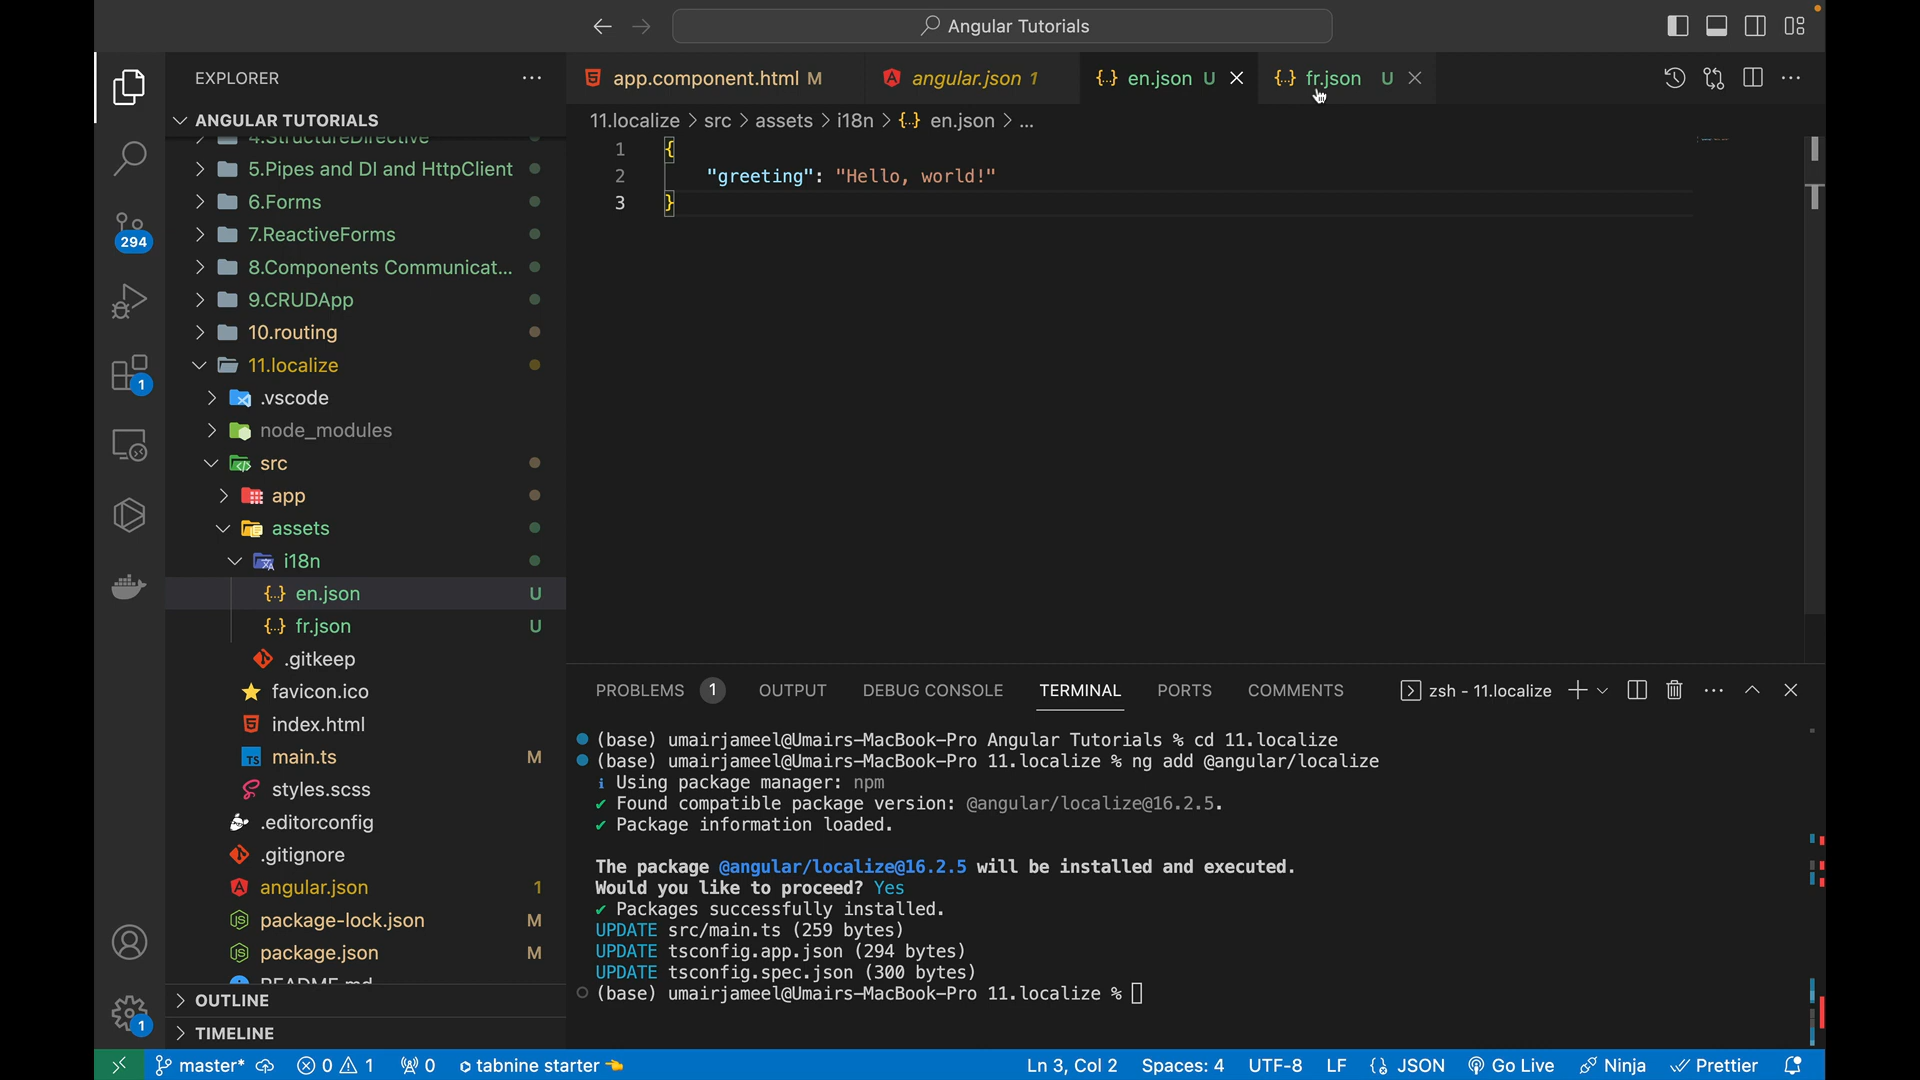 Angular Tutorials
EXPLORER
ANGULAR TUTORIALS
4.StructureDirective
5.Pipes and DI and HttpClient
6.Forms
7.ReactiveForms
8.Components Communicat...
9.CRUDApp
10.routing
11.localize
.vscode
node_modules
src
app
assets
i18n
en.json U
fr.json U
.gitkeep
favicon.ico
index.html
main.ts M
styles.scss
.editorconfig
.gitignore
angular.json 1
package-lock.json M
package.json M
README.md
OUTLINE
TIMELINE
294
1
1
app.component.html M
angular.json 1
en.json U
fr.json U
11.localize > src > assets > i18n > {..} en.json > ...
1 {
2 "greeting": "Hello, world!"
3 }
PROBLEMS 1 OUTPUT DEBUG CONSOLE TERMINAL PORTS COMMENTS zsh - 11.localize
(base) umairjameel@Umairs-MacBook-Pro Angular Tutorials % cd 11.localize
(base) umairjameel@Umairs-MacBook-Pro 11.localize % ng add @angular/localize
ℹ Using package manager: npm
✔ Found compatible package version: @angular/localize@16.2.5.
✔ Package information loaded.
The package @angular/localize@16.2.5 will be installed and executed.
Would you like to proceed? Yes
✔ Packages successfully installed.
UPDATE src/main.ts (259 bytes)
UPDATE tsconfig.app.json (294 bytes)
UPDATE tsconfig.spec.json (300 bytes)
(base) umairjameel@Umairs-MacBook-Pro 11.localize %
master* 0 1 0 tabnine starter Ln 3, Col 2 Spaces: 4 UTF-8 LF JSON Go Live Ninja Prettier